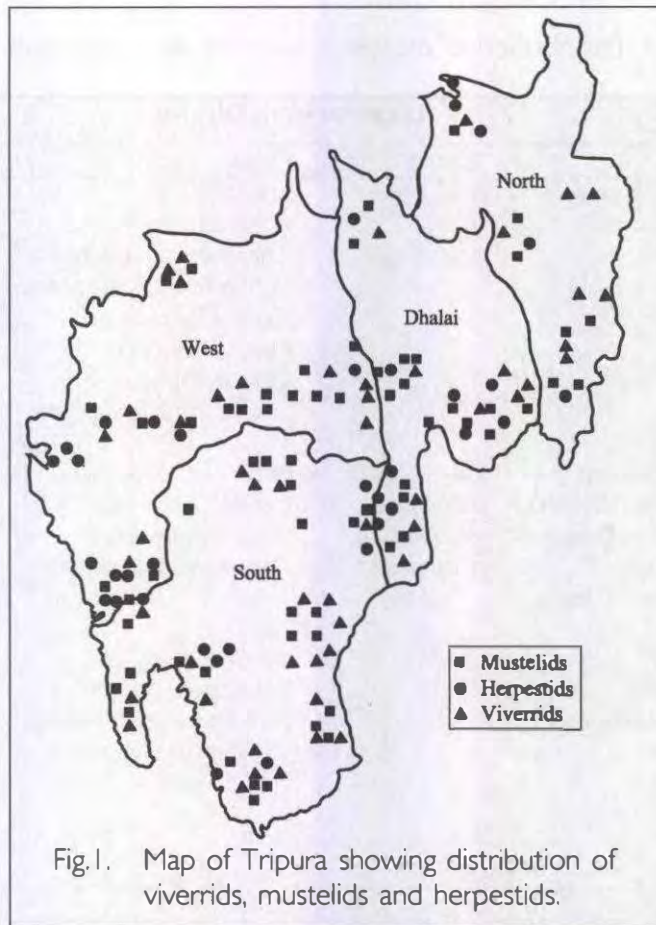 North
Dhalai
West
South
Mustelids
Herpestids
Viverrids
Fig.1. Map of Tripura showing distribution of
viverrids, mustelids and herpestids.